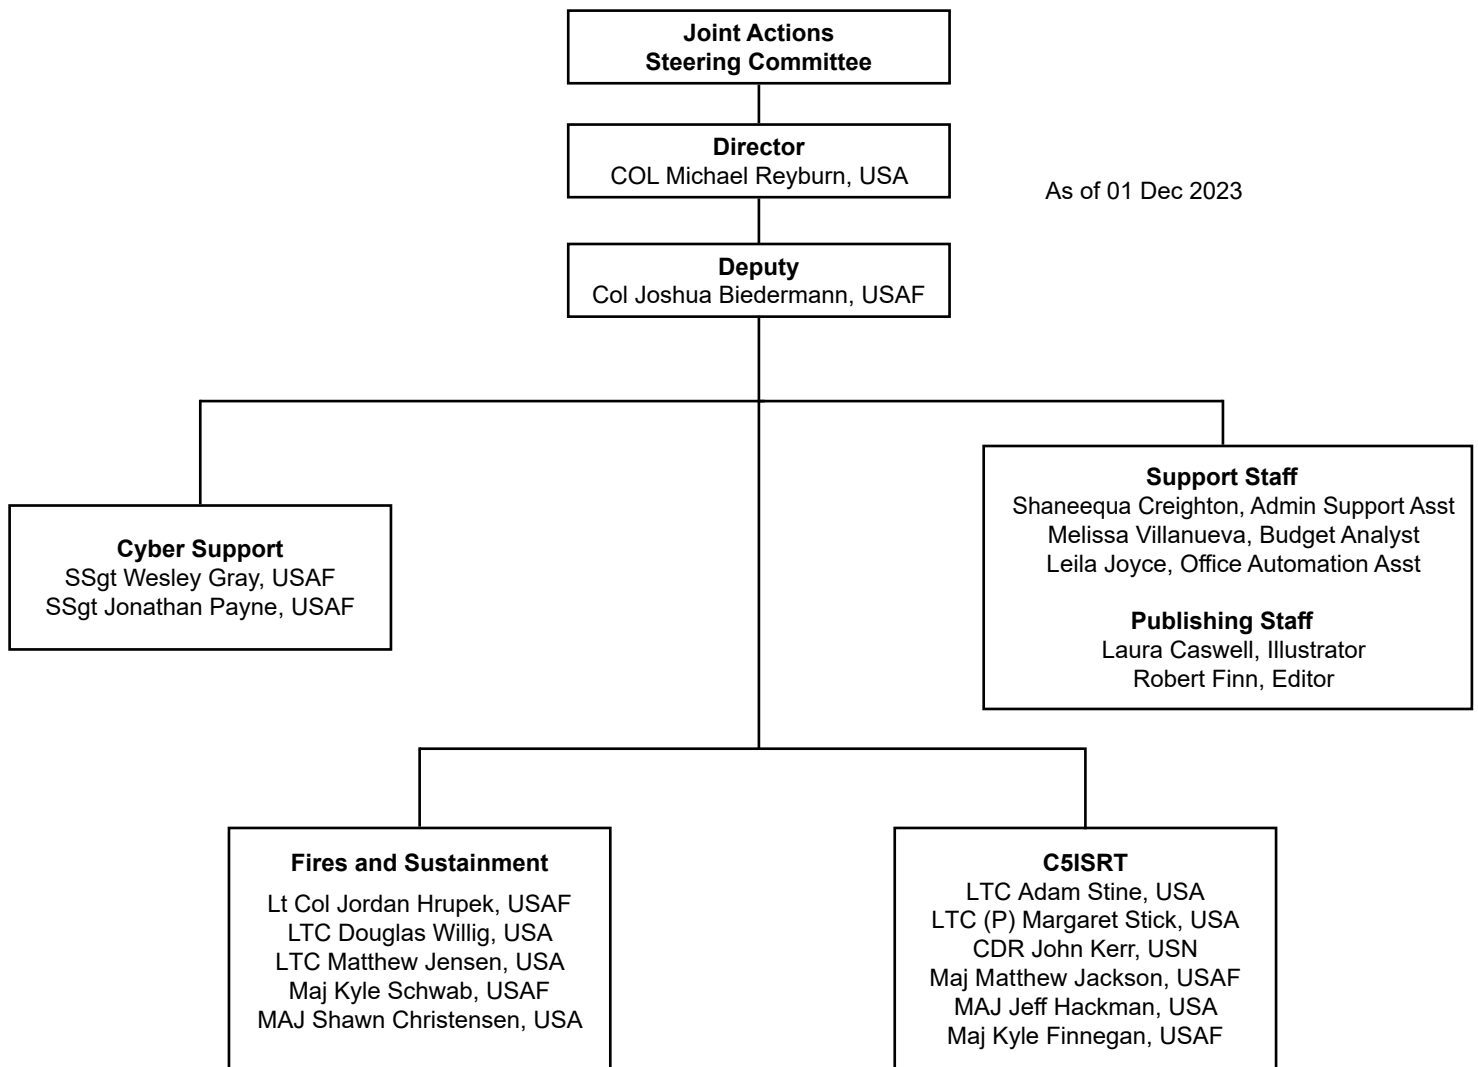 Joint Actions
Steering Committee
Director
COL Michael Reyburn, USA
As of 01 Dec 2023
Deputy
Col Joshua Biedermann, USAF
Cyber Support
SSgt Wesley Gray, USAF
SSgt Jonathan Payne, USAF
Support Staff
Shaneequa Creighton, Admin Support Asst
Melissa Villanueva, Budget Analyst
Leila Joyce, Office Automation Asst
Publishing Staff
Laura Caswell, Illustrator
Robert Finn, Editor
Fires and Sustainment
Lt Col Jordan Hrupek, USAF
LTC Douglas Willig, USA
LTC Matthew Jensen, USA
Maj Kyle Schwab, USAF
MAJ Shawn Christensen, USA
C5ISRT
LTC Adam Stine, USA
LTC (P) Margaret Stick, USA
CDR John Kerr, USN
Maj Matthew Jackson, USAF
MAJ Jeff Hackman, USA
Maj Kyle Finnegan, USAF